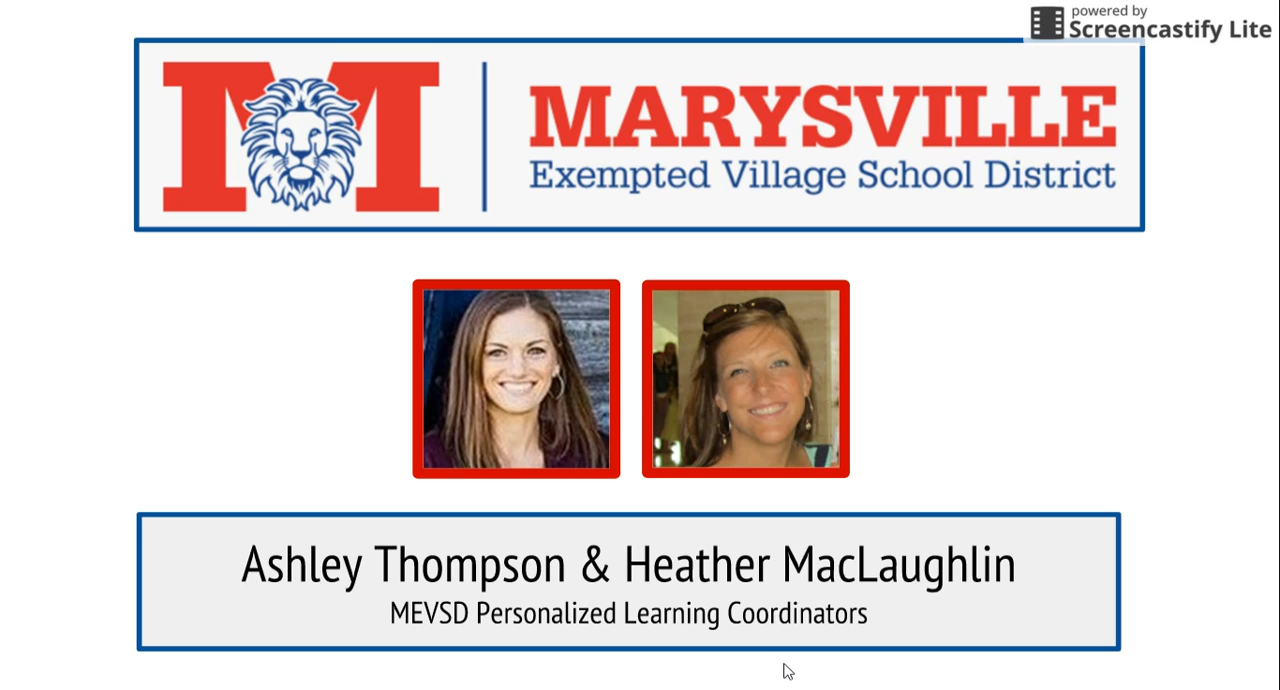 powered by
Screencastify Lite
M
MARYSVILLE
Exempted Village School District
Ashley Thompson & Heather MacLaughlin
MEVSD Personalized Learning Coordinators